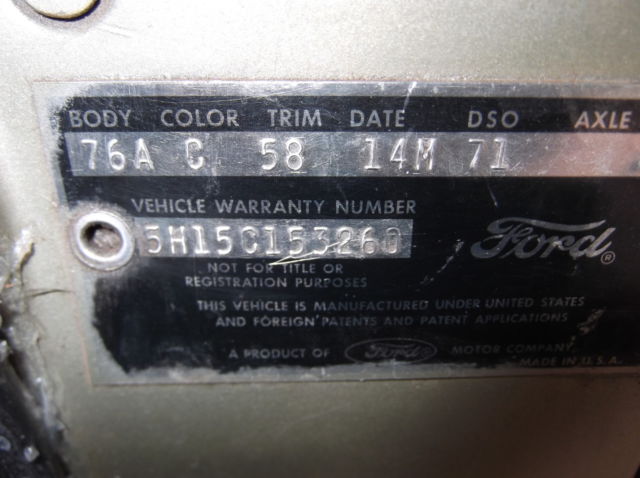 BODY COLOR TRIM DATE DSO AXLE
76A C 58 14M 71
VEHICLE WARRANTY NUMBER
5H15C153260
Ford®
NOT FOR TITLE OR
REGISTRATION PURPOSES
THIS VEHICLE IS MANUFACTURED UNDER UNITED STATES
AND FOREIGN PATENTS AND PATENT APPLICATIONS
A PRODUCT OF Ford MOTOR COMPANY
MADE IN U.S.A.